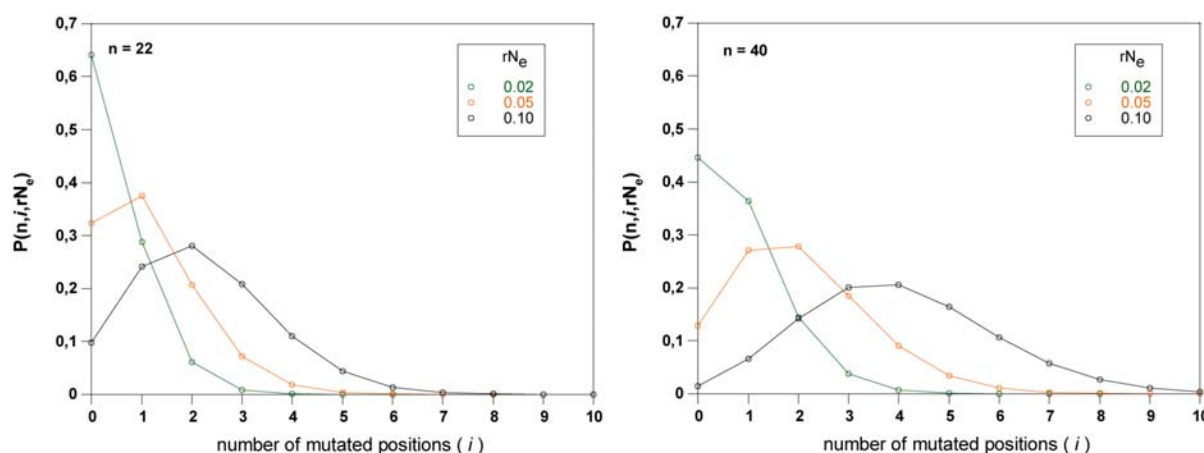 0,7
0,6
0,5
0,4
0,3
0,2
0,1
0
P(n,i,rNe)
n = 22
rNe
0.02
0.05
0.10
0 1 2 3 4 5 6 7 8 9 10
number of mutated positions ( i )
0,7
0,6
0,5
0,4
0,3
0,2
0,1
0
P(n,i,rNe)
n = 40
rNe
0.02
0.05
0.10
0 1 2 3 4 5 6 7 8 9 10
number of mutated positions ( i )